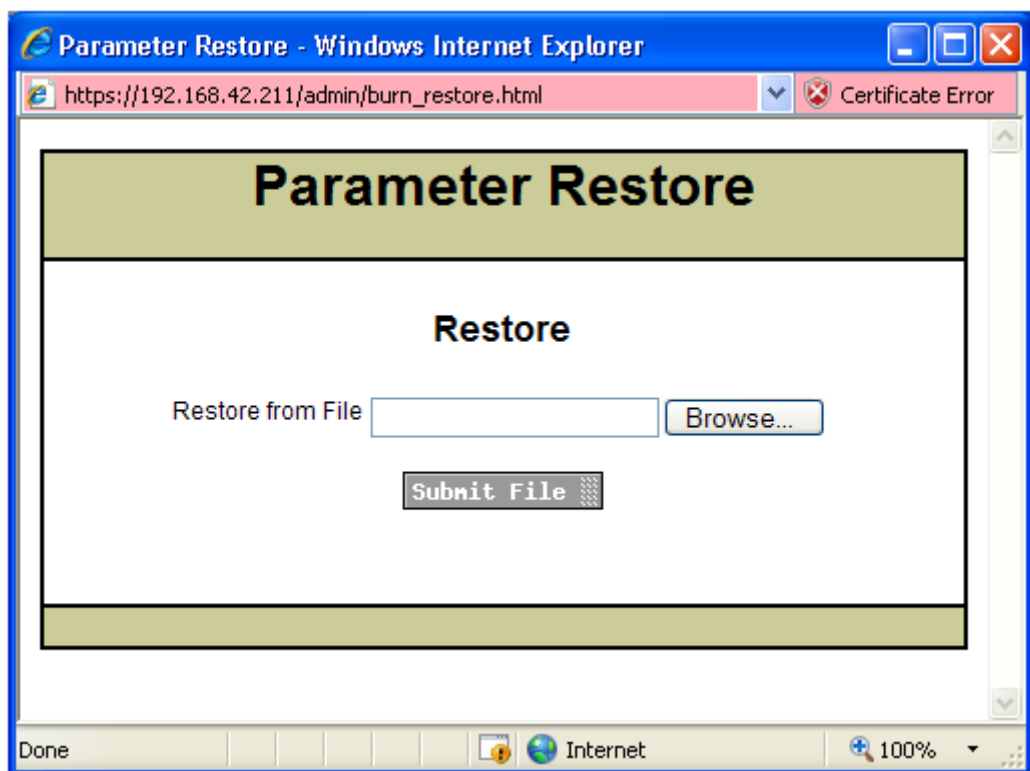 Parameter Restore - Windows Internet Explorer
https://192.168.42.211/admin/burn_restore.html
Certificate Error
Parameter Restore
Restore
Restore from File
Browse...
Submit File
Done
Internet
100%